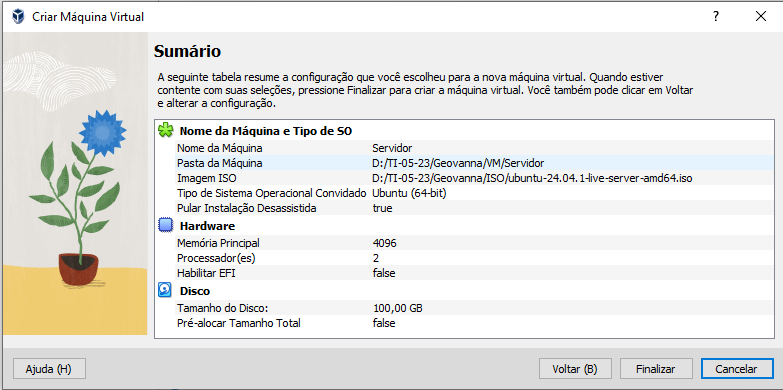 Criar Máquina Virtual
Sumário
A seguinte tabela resume a configuração que você escolheu para a nova máquina virtual. Quando estiver
contente com suas seleções, pressione Finalizar para criar a máquina virtual. Você também pode clicar em Voltar
e alterar a configuração.
Nome da Máquina e Tipo de SO
Nome da Máquina Servidor
Pasta da Máquina D:/TI-05-23/Geovanna/VM/Servidor
Imagem ISO D:/TI-05-23/Geovanna/ISO/ubuntu-24.04.1-live-server-amd64.iso
Tipo de Sistema Operacional Convidado Ubuntu (64-bit)
Pular Instalação Desassistida true
Hardware
Memória Principal 4096
Processador(es) 2
Habilitar EFI false
Disco
Tamanho do Disco: 100,00 GB
Pré-alocar Tamanho Total false
Ajuda (H) Voltar (B) Finalizar Cancelar